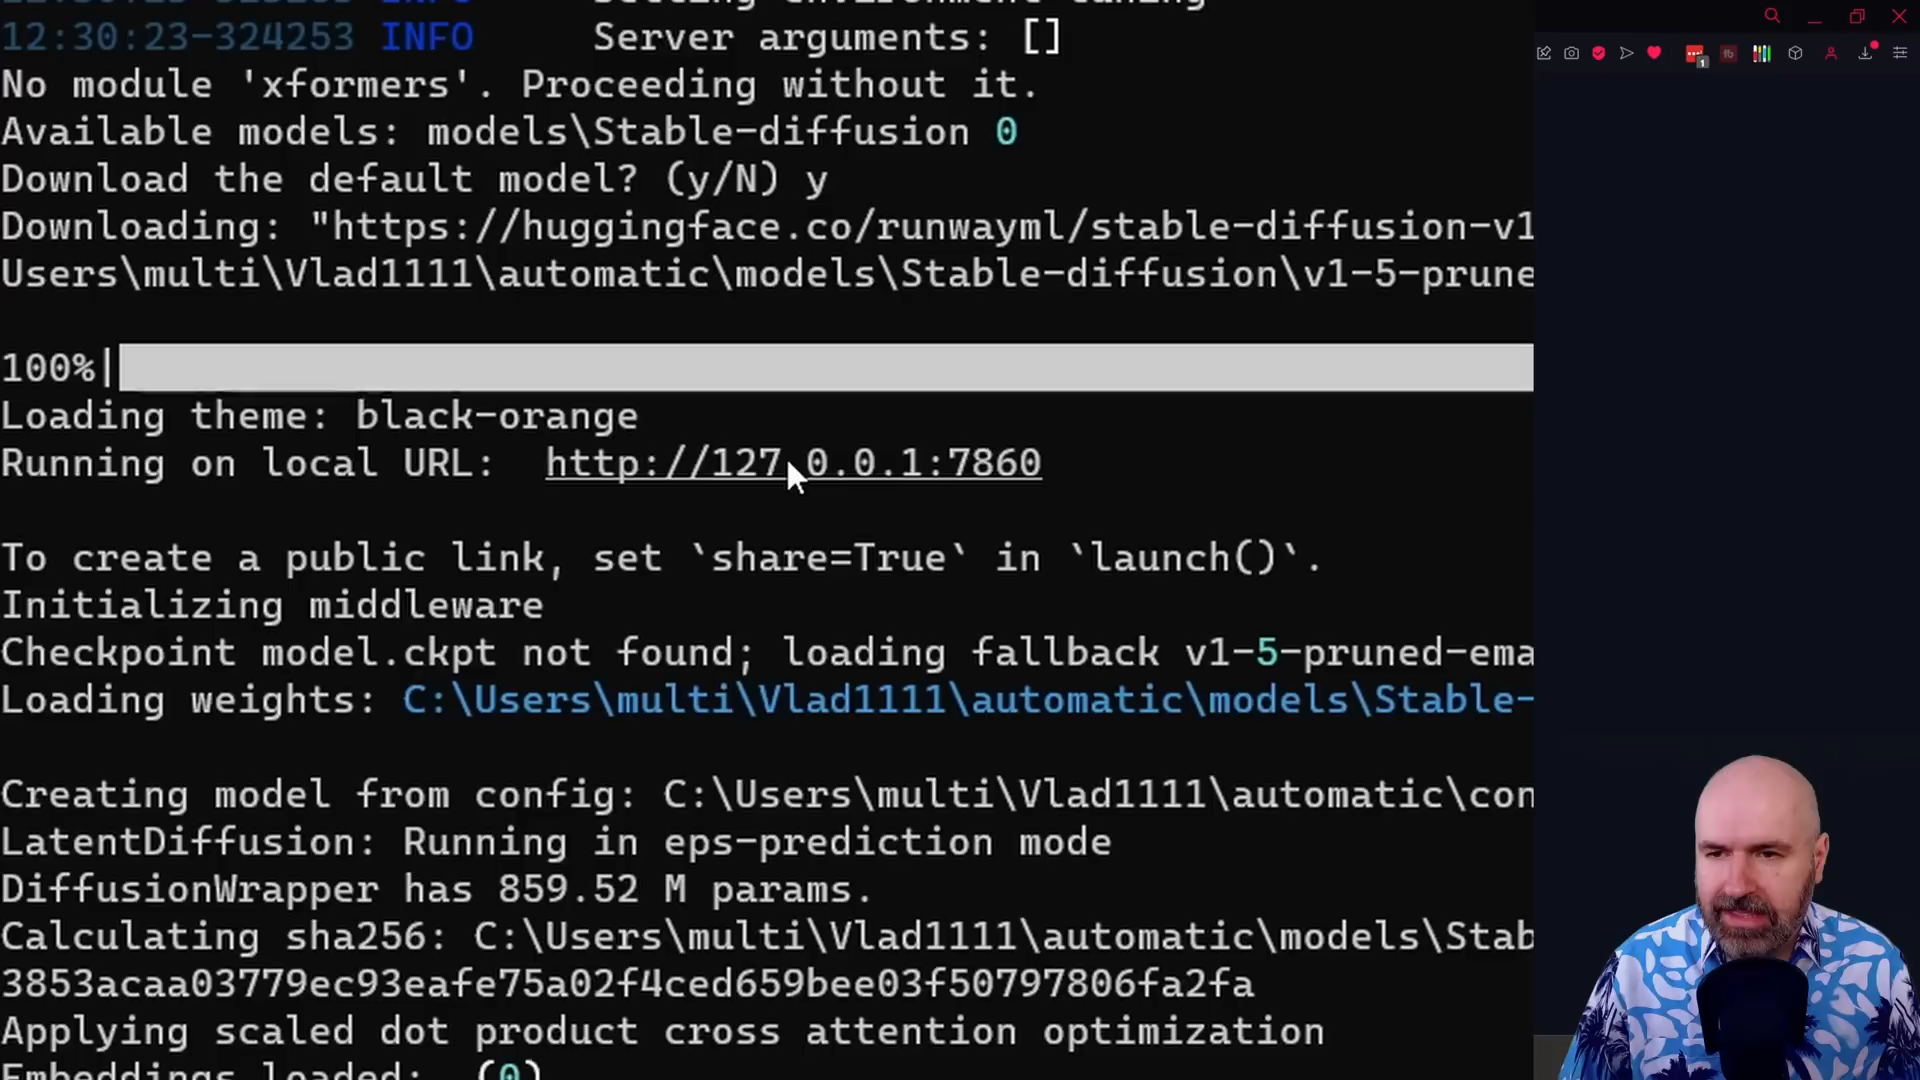 12:30:23-324253 INFO Server arguments: []
No module 'xformers'. Proceeding without it.
Available models: models\Stable-diffusion 0
Download the default model? (y/N) y
Downloading: "https://huggingface.co/runwayml/stable-diffusion-v1
Users\multi\Vlad1111\automatic\models\Stable-diffusion\v1-5-prune
100%|
Loading theme: black-orange
Running on local URL: http://127.0.0.1:7860
To create a public link, set `share=True` in `launch()`.
Initializing middleware
Checkpoint model.ckpt not found; loading fallback v1-5-pruned-ema
Loading weights: C:\Users\multi\Vlad1111\automatic\models\Stable-
Creating model from config: C:\Users\multi\Vlad1111\automatic\con
LatentDiffusion: Running in eps-prediction mode
DiffusionWrapper has 859.52 M params.
Calculating sha256: C:\Users\multi\Vlad1111\automatic\models\Stab
3853acaa03779ec93eafe75a02f4ced659bee03f50797806fa2fa
Applying scaled dot product cross attention optimization
Embeddings loaded: (0)
1